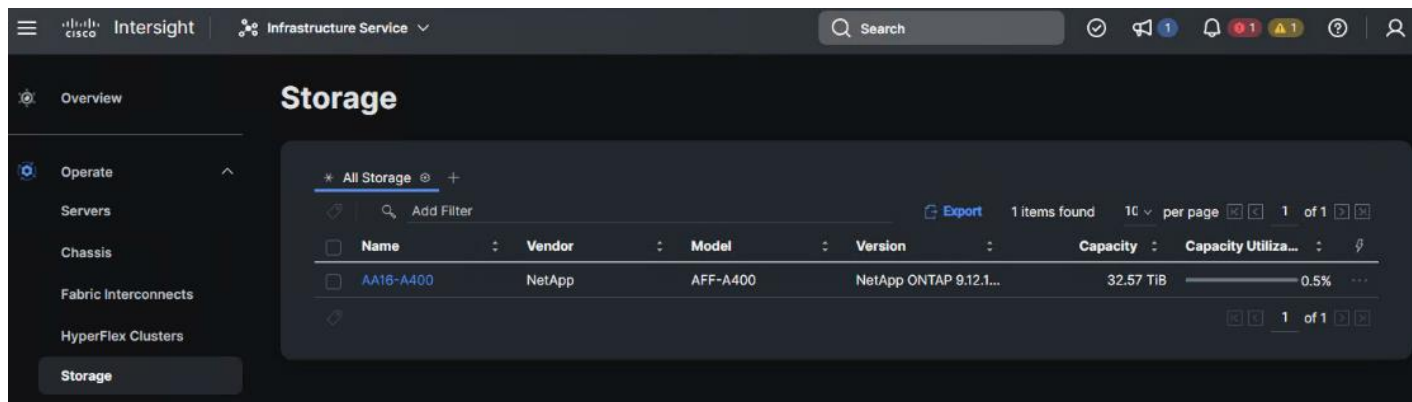 cisco Intersight Infrastructure Service Search 1 1 1
Overview
Storage
Operate
All Storage
Servers
Add Filter Export 1 items found 10 per page 1 of 1
Name Vendor Model Version Capacity Capacity Utiliza...
Chassis
AA16-A400 NetApp AFF-A400 NetApp ONTAP 9.12.1... 32.57 TiB 0.5%
Fabric Interconnects
1 of 1
HyperFlex Clusters
Storage